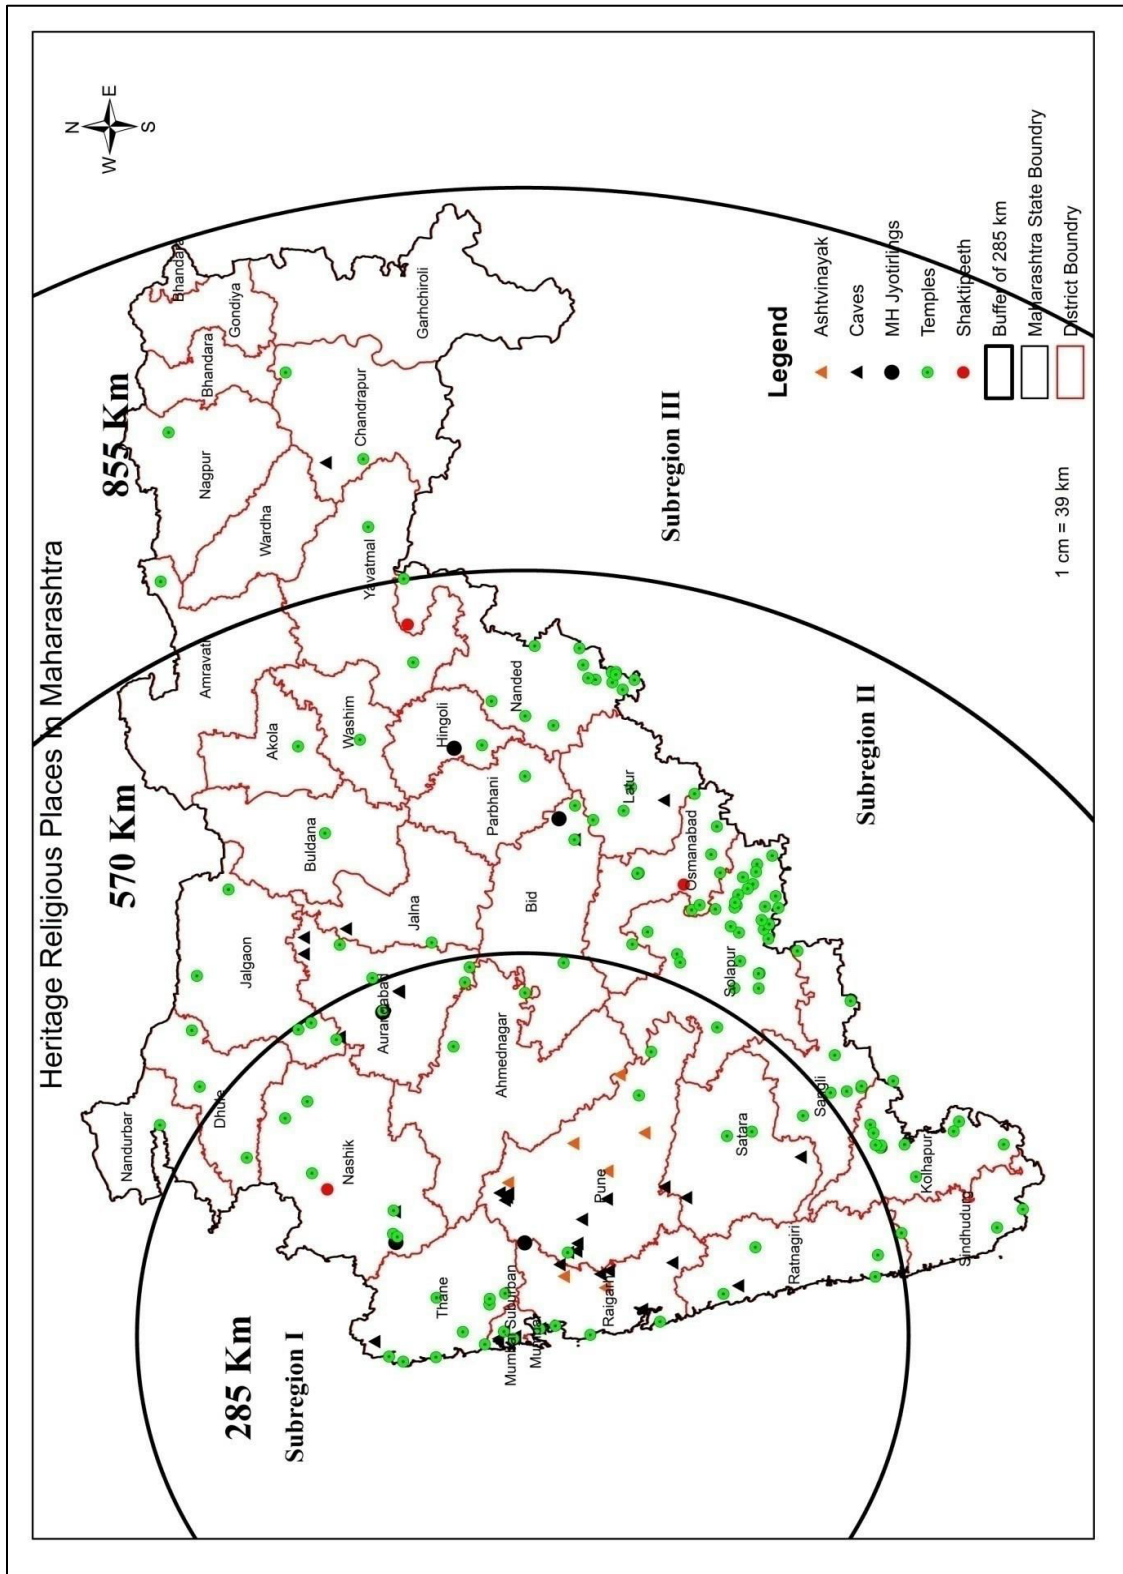 Heritage Religious Places In Maharashtra
N
W
E
S
855 Km
570 Km
285 Km
Subregion I
Subregion II
Subregion III
Nandurbar
Dhule
Jalgaon
Buldana
Akola
Amravati
Nagpur
Bhandara
Bhandara
Gondiya
Wardha
Washim
Yavatmal
Chandrapur
Garhchiroli
Nashik
Aurangabad
Jalna
Hingoli
Parbhani
Nanded
Thane
Ahmednagar
Bid
Latur
Mumbai Suburban
Mumbai
Raigarh
Pune
Osmanabad
Solapur
Satara
Sangli
Ratnagiri
Kolhapur
Sindhudurg
Legend
Ashtvinayak
Caves
MH Jyotirlings
Temples
Shaktipeeth
Buffer of 285 km
Maharashtra State Boundry
District Boundry
1 cm = 39 km